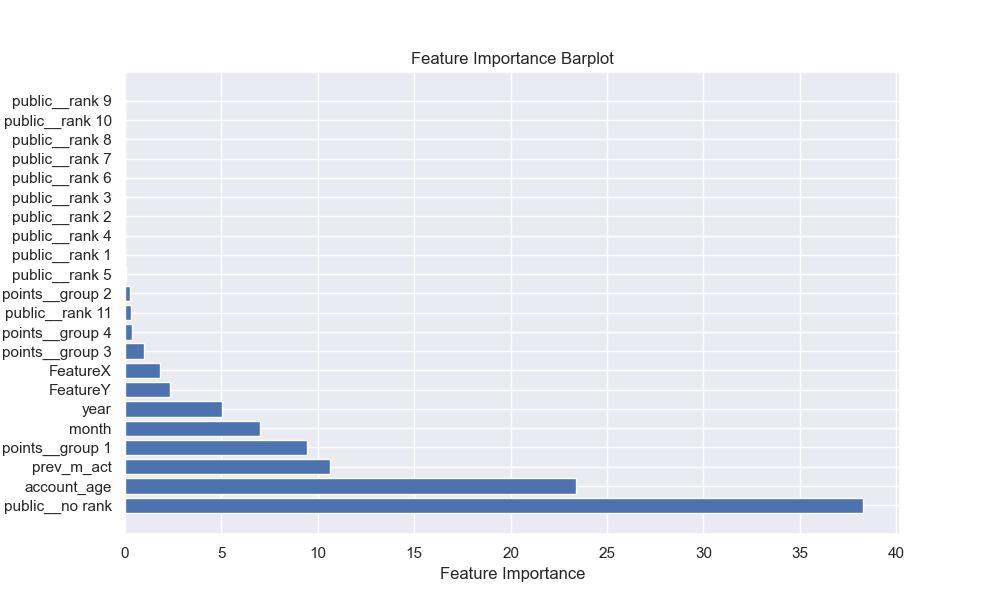 Feature Importance Barplot
public__rank 9
public__rank 10
public__rank 8
public__rank 7
public__rank 6
public__rank 3
public__rank 2
public__rank 4
public__rank 1
public__rank 5
points__group 2
public__rank 11
points__group 4
points__group 3
FeatureX
FeatureY
year
month
points__group 1
prev_m_act
account_age
public__no rank
0 5 10 15 20 25 30 35 40
Feature Importance